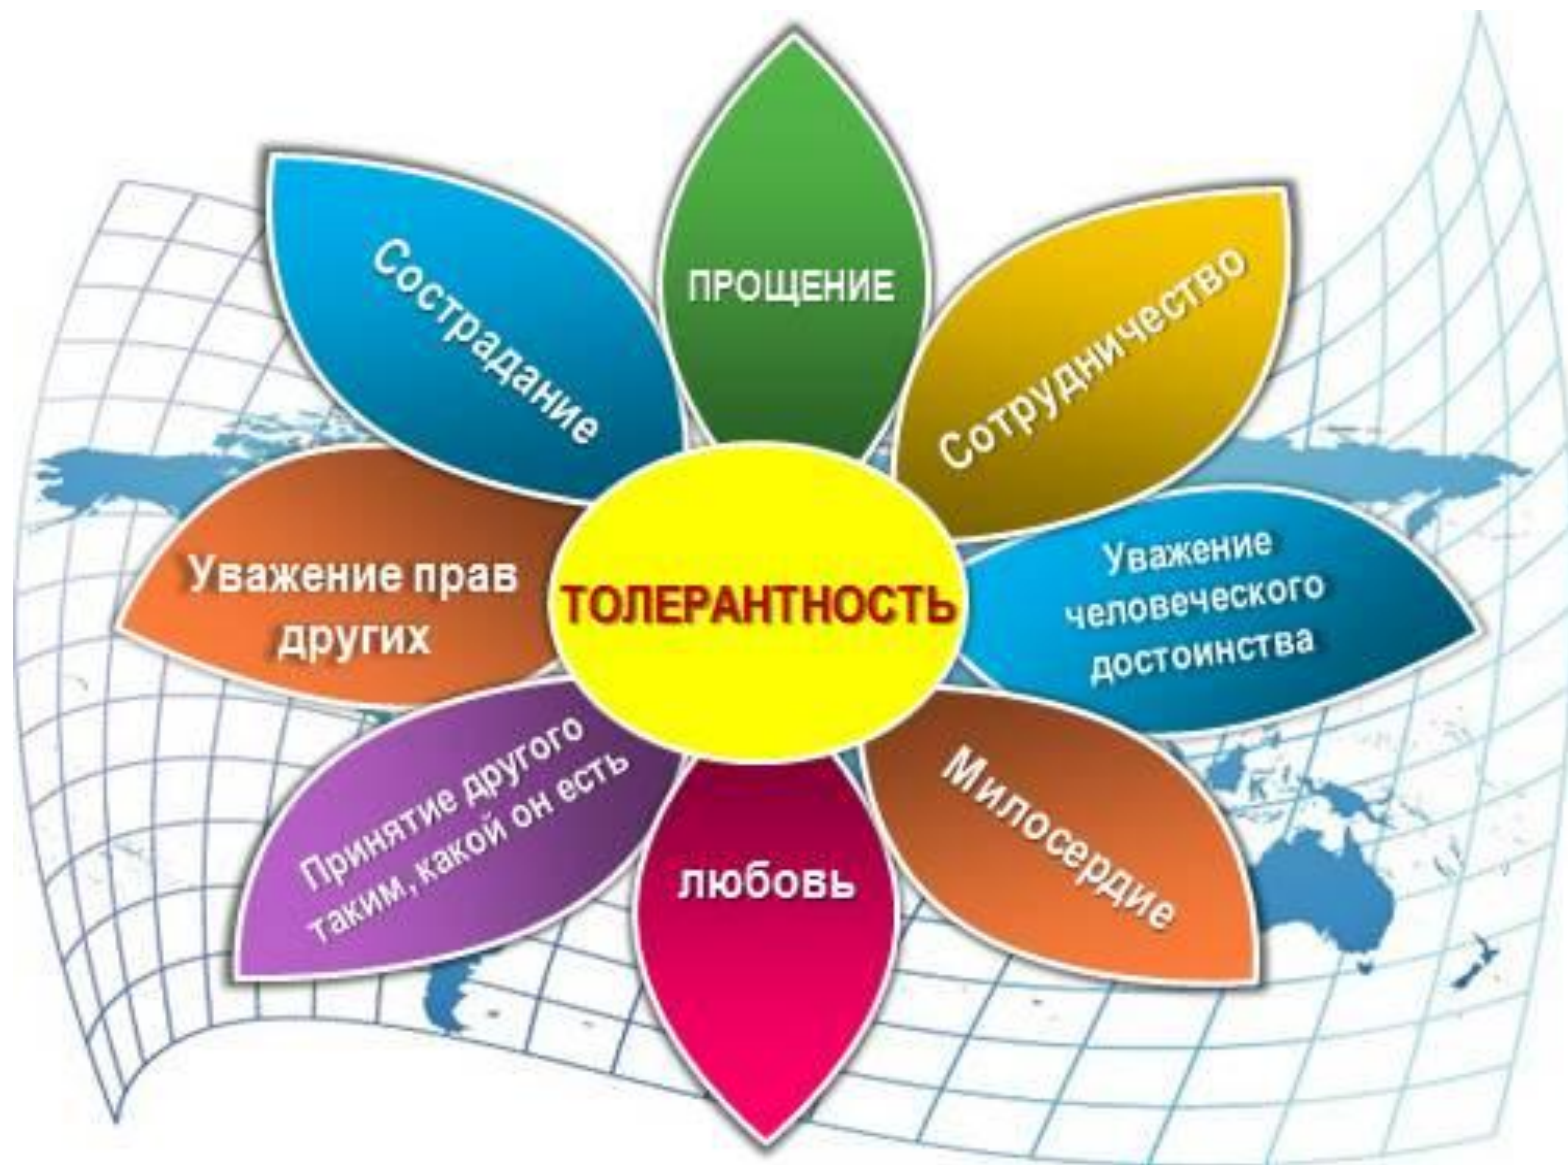 ПРОЩЕНИЕ
Сострадание
Сотрудничество
Уважение
человеческого
достоинства
Уважение прав
других
ТОЛЕРАНТНОСТЬ
Принятие другого
таким, какой он есть
Милосердие
любовь